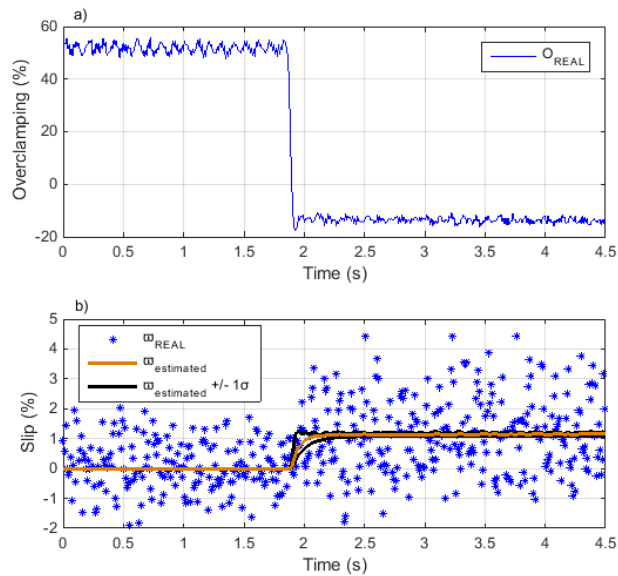 a)
60
40
20
0
-20
Overclamping (%)
O_REAL
0 0.5 1 1.5 2 2.5 3 3.5 4 4.5
Time (s)
b)
5
4
3
2
1
0
-1
-2
Slip (%)
ϖ_REAL
ϖ_estimated
ϖ_estimated +/- 1σ
0 0.5 1 1.5 2 2.5 3 3.5 4 4.5
Time (s)